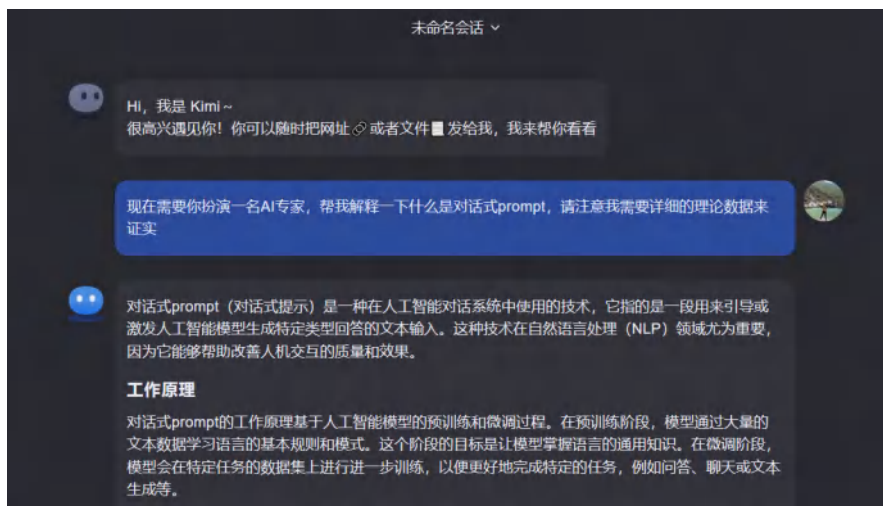 未命名会话
Hi，我是 Kimi～
很高兴遇见你！你可以随时把网址🔗或者文件📄发给我，我来帮你看看
现在需要你扮演一名AI专家，帮我解释一下什么是对话式prompt，请注意我需要详细的理论数据来
证实
对话式prompt（对话式提示）是一种在人工智能对话系统中使用的技术，它指的是一段用来引导或
激发人工智能模型生成特定类型回答的文本输入。这种技术在自然语言处理（NLP）领域尤为重要，
因为它能够帮助改善人机交互的质量和效果。
工作原理
对话式prompt的工作原理基于人工智能模型的预训练和微调过程。在预训练阶段，模型通过大量的
文本数据学习语言的基本规则和模式。这个阶段的目标是让模型掌握语言的通用知识。在微调阶段，
模型会在特定任务的数据集上进行进一步训练，以便更好地完成特定的任务，例如问答、聊天或文本
生成等。